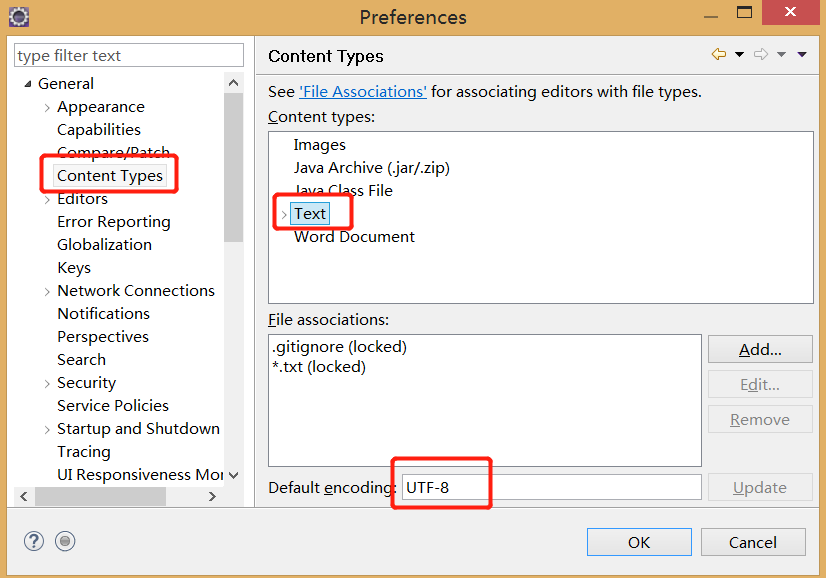 Preferences
type filter text
General
Appearance
Capabilities
Compare/Patch
Content Types
Editors
Error Reporting
Globalization
Keys
Network Connections
Notifications
Perspectives
Search
Security
Service Policies
Startup and Shutdown
Tracing
UI Responsiveness Mor
Content Types
See 'File Associations' for associating editors with file types.
Content types:
Images
Java Archive (.jar/.zip)
Java Class File
Text
Word Document
File associations:
.gitignore (locked)
*.txt (locked)
Add...
Edit...
Remove
Default encoding: UTF-8
Update
OK
Cancel